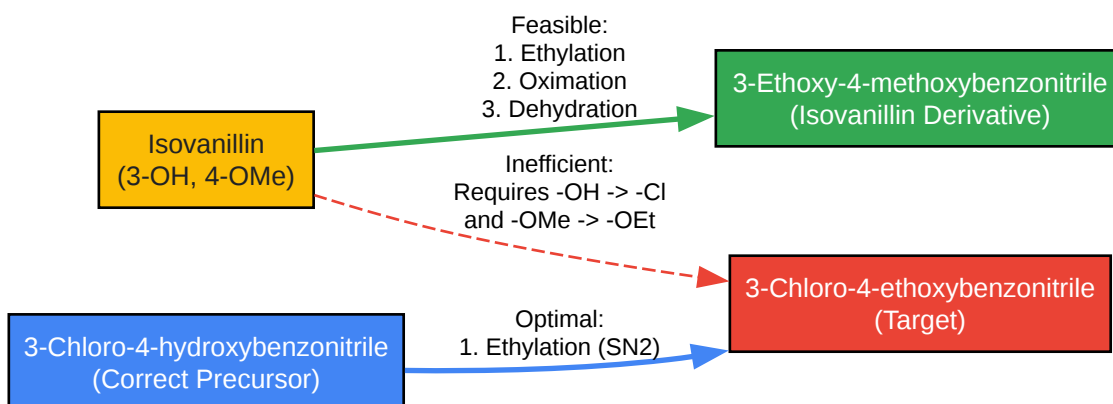 Feasible:
1. Ethylation
2. Oximation
3. Dehydration
3-Ethoxy-4-methoxybenzonitrile
(Isovanillin Derivative)
Isovanillin
(3-OH, 4-OMe)
Inefficient:
Requires -OH -> -Cl
and -OMe -> -OEt
3-Chloro-4-ethoxybenzonitrile
(Target)
Optimal:
1. Ethylation (SN2)
3-Chloro-4-hydroxybenzonitrile
(Correct Precursor)